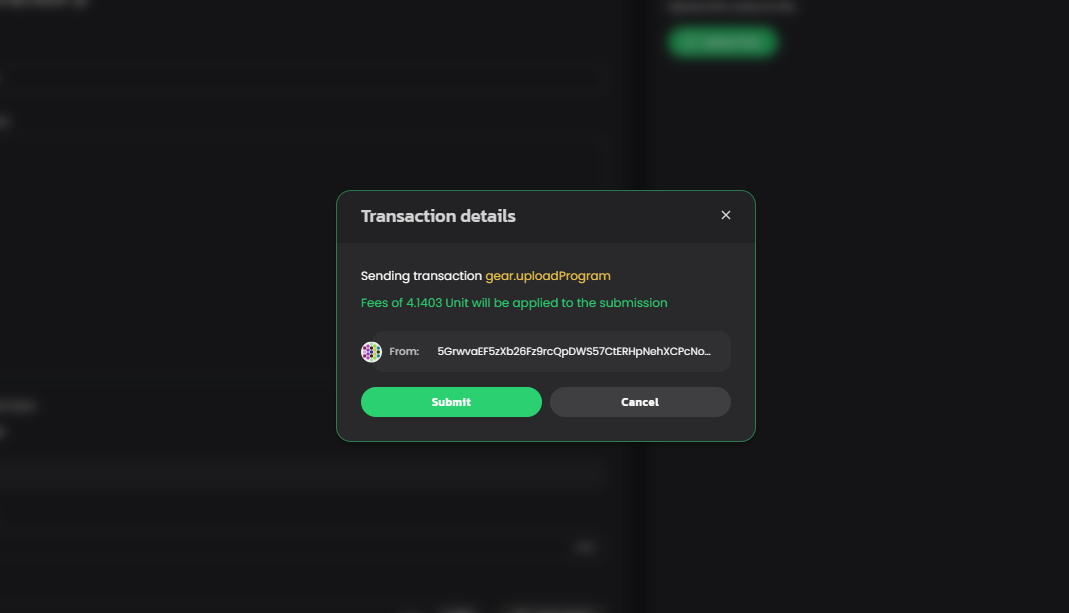 Transaction details
Sending transaction gear.uploadProgram
Fees of 4.1403 Unit will be applied to the submission
From: 5GrwvaEF5zXb26Fz9rcQpDWS57CtERHpNehXCPcNo...
Submit
Cancel